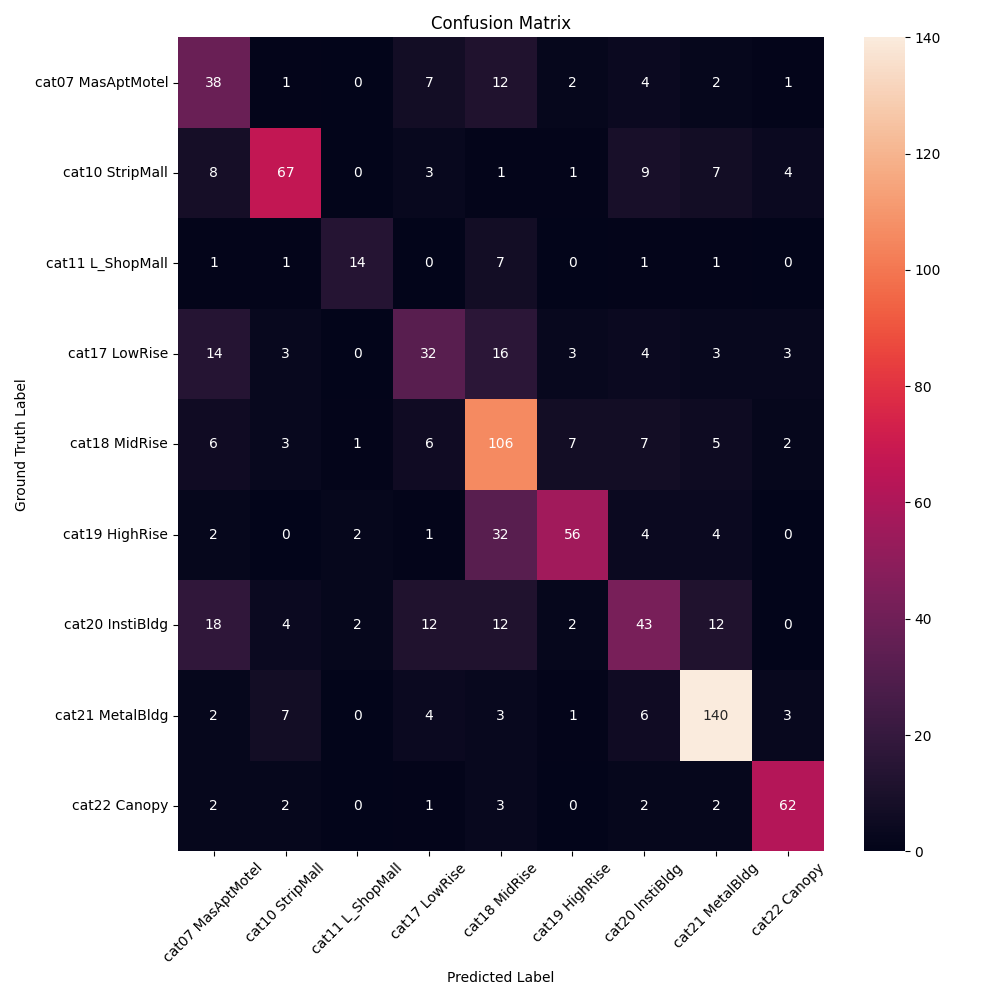 Confusion Matrix
cat07 MasAptMotel 38 1 0 7 12 2 4 2 1
cat10 StripMall 8 67 0 3 1 1 9 7 4
cat11 L_ShopMall 1 1 14 0 7 0 1 1 0
cat17 LowRise 14 3 0 32 16 3 4 3 3
cat18 MidRise 6 3 1 6 106 7 7 5 2
cat19 HighRise 2 0 2 1 32 56 4 4 0
cat20 InstiBldg 18 4 2 12 12 2 43 12 0
cat21 MetalBldg 2 7 0 4 3 1 6 140 3
cat22 Canopy 2 2 0 1 3 0 2 2 62
cat07 MasAptMotel
cat10 StripMall
cat11 L_ShopMall
cat17 LowRise
cat18 MidRise
cat19 HighRise
cat20 InstiBldg
cat21 MetalBldg
cat22 Canopy
Predicted Label
Ground Truth Label
140
120
100
80
60
40
20
0